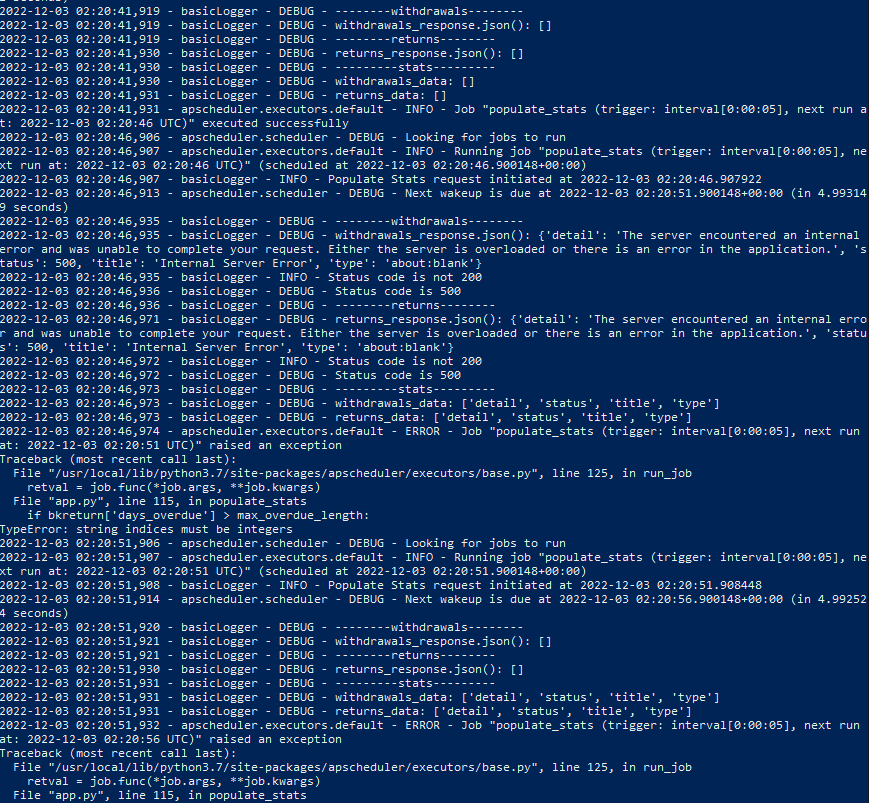 2022-12-03 02:20:41,919 - basicLogger - DEBUG - --------withdrawals--------
2022-12-03 02:20:41,919 - basicLogger - DEBUG - withdrawals_response.json(): []
2022-12-03 02:20:41,919 - basicLogger - DEBUG - --------returns--------
2022-12-03 02:20:41,930 - basicLogger - DEBUG - returns_response.json(): []
2022-12-03 02:20:41,930 - basicLogger - DEBUG - ---------stats---------
2022-12-03 02:20:41,930 - basicLogger - DEBUG - withdrawals_data: []
2022-12-03 02:20:41,931 - basicLogger - DEBUG - returns_data: []
2022-12-03 02:20:41,931 - apscheduler.executors.default - INFO - Job "populate_stats (trigger: interval[0:00:05], next run a
t: 2022-12-03 02:20:46 UTC)" executed successfully
2022-12-03 02:20:46,906 - apscheduler.scheduler - DEBUG - Looking for jobs to run
2022-12-03 02:20:46,907 - apscheduler.executors.default - INFO - Running job "populate_stats (trigger: interval[0:00:05], ne
xt run at: 2022-12-03 02:20:46 UTC)" (scheduled at 2022-12-03 02:20:46.900148+00:00)
2022-12-03 02:20:46,907 - basicLogger - INFO - Populate Stats request initiated at 2022-12-03 02:20:46.907922
2022-12-03 02:20:46,913 - apscheduler.scheduler - DEBUG - Next wakeup is due at 2022-12-03 02:20:51.900148+00:00 (in 4.99314
9 seconds)
2022-12-03 02:20:46,935 - basicLogger - DEBUG - --------withdrawals--------
2022-12-03 02:20:46,935 - basicLogger - DEBUG - withdrawals_response.json(): {'detail': 'The server encountered an internal 
error and was unable to complete your request. Either the server is overloaded or there is an error in the application.', 's
tatus': 500, 'title': 'Internal Server Error', 'type': 'about:blank'}
2022-12-03 02:20:46,935 - basicLogger - INFO - Status code is not 200
2022-12-03 02:20:46,936 - basicLogger - DEBUG - Status code is 500
2022-12-03 02:20:46,936 - basicLogger - DEBUG - --------returns--------
2022-12-03 02:20:46,971 - basicLogger - DEBUG - returns_response.json(): {'detail': 'The server encountered an internal erro
r and was unable to complete your request. Either the server is overloaded or there is an error in the application.', 'statu
s': 500, 'title': 'Internal Server Error', 'type': 'about:blank'}
2022-12-03 02:20:46,972 - basicLogger - INFO - Status code is not 200
2022-12-03 02:20:46,972 - basicLogger - DEBUG - Status code is 500
2022-12-03 02:20:46,973 - basicLogger - DEBUG - ---------stats---------
2022-12-03 02:20:46,973 - basicLogger - DEBUG - withdrawals_data: ['detail', 'status', 'title', 'type']
2022-12-03 02:20:46,973 - basicLogger - DEBUG - returns_data: ['detail', 'status', 'title', 'type']
2022-12-03 02:20:46,974 - apscheduler.executors.default - ERROR - Job "populate_stats (trigger: interval[0:00:05], next run 
at: 2022-12-03 02:20:51 UTC)" raised an exception
Traceback (most recent call last):
  File "/usr/local/lib/python3.7/site-packages/apscheduler/executors/base.py", line 125, in run_job
    retval = job.func(*job.args, **job.kwargs)
  File "app.py", line 115, in populate_stats
    if bkreturn['days_overdue'] > max_overdue_length:
TypeError: string indices must be integers
2022-12-03 02:20:51,906 - apscheduler.scheduler - DEBUG - Looking for jobs to run
2022-12-03 02:20:51,907 - apscheduler.executors.default - INFO - Running job "populate_stats (trigger: interval[0:00:05], ne
xt run at: 2022-12-03 02:20:51 UTC)" (scheduled at 2022-12-03 02:20:51.900148+00:00)
2022-12-03 02:20:51,908 - basicLogger - INFO - Populate Stats request initiated at 2022-12-03 02:20:51.908448
2022-12-03 02:20:51,914 - apscheduler.scheduler - DEBUG - Next wakeup is due at 2022-12-03 02:20:56.900148+00:00 (in 4.99252
4 seconds)
2022-12-03 02:20:51,920 - basicLogger - DEBUG - --------withdrawals--------
2022-12-03 02:20:51,921 - basicLogger - DEBUG - withdrawals_response.json(): []
2022-12-03 02:20:51,921 - basicLogger - DEBUG - --------returns--------
2022-12-03 02:20:51,930 - basicLogger - DEBUG - returns_response.json(): []
2022-12-03 02:20:51,931 - basicLogger - DEBUG - ---------stats---------
2022-12-03 02:20:51,931 - basicLogger - DEBUG - withdrawals_data: ['detail', 'status', 'title', 'type']
2022-12-03 02:20:51,931 - basicLogger - DEBUG - returns_data: ['detail', 'status', 'title', 'type']
2022-12-03 02:20:51,932 - apscheduler.executors.default - ERROR - Job "populate_stats (trigger: interval[0:00:05], next run 
at: 2022-12-03 02:20:56 UTC)" raised an exception
Traceback (most recent call last):
  File "/usr/local/lib/python3.7/site-packages/apscheduler/executors/base.py", line 125, in run_job
    retval = job.func(*job.args, **job.kwargs)
  File "app.py", line 115, in populate_stats